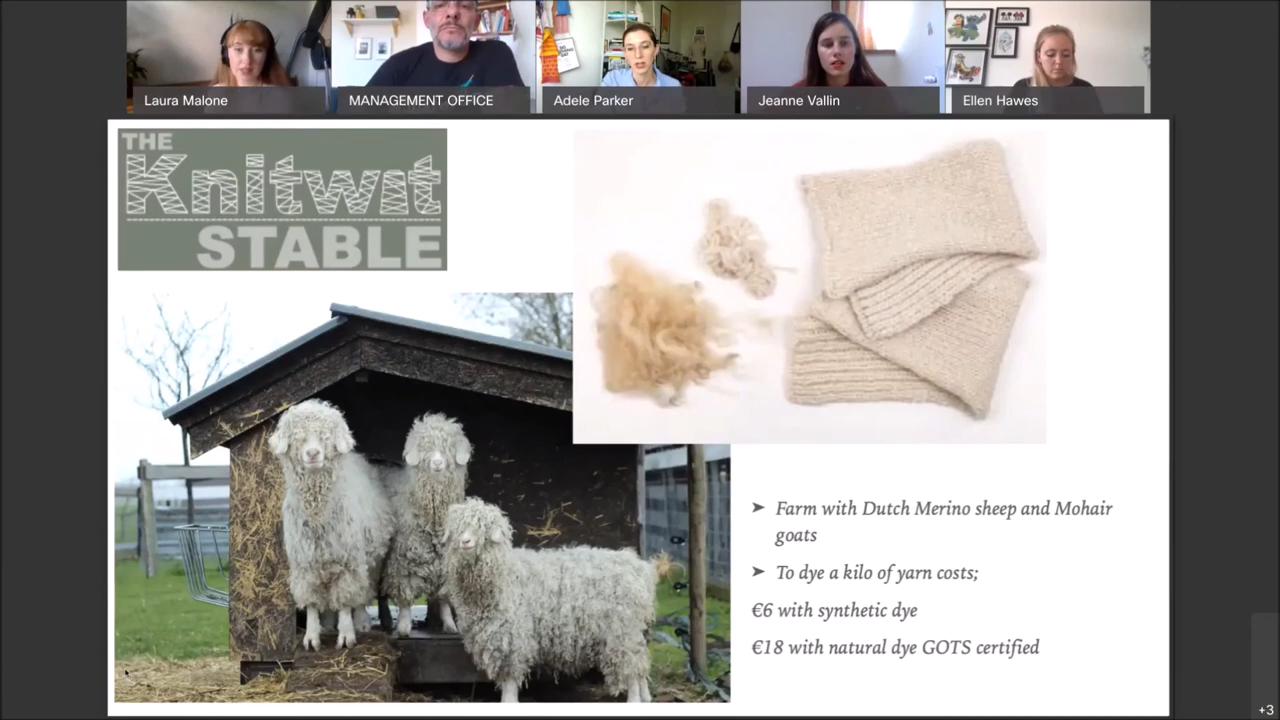 Laura Malone
MANAGEMENT OFFICE
Adele Parker
Jeanne Vallin
Ellen Hawes
THE
Knitwit
STABLE
➤ Farm with Dutch Merino sheep and Mohair
goats
➤ To dye a kilo of yarn costs;
€6 with synthetic dye
€18 with natural dye GOTS certified
+3